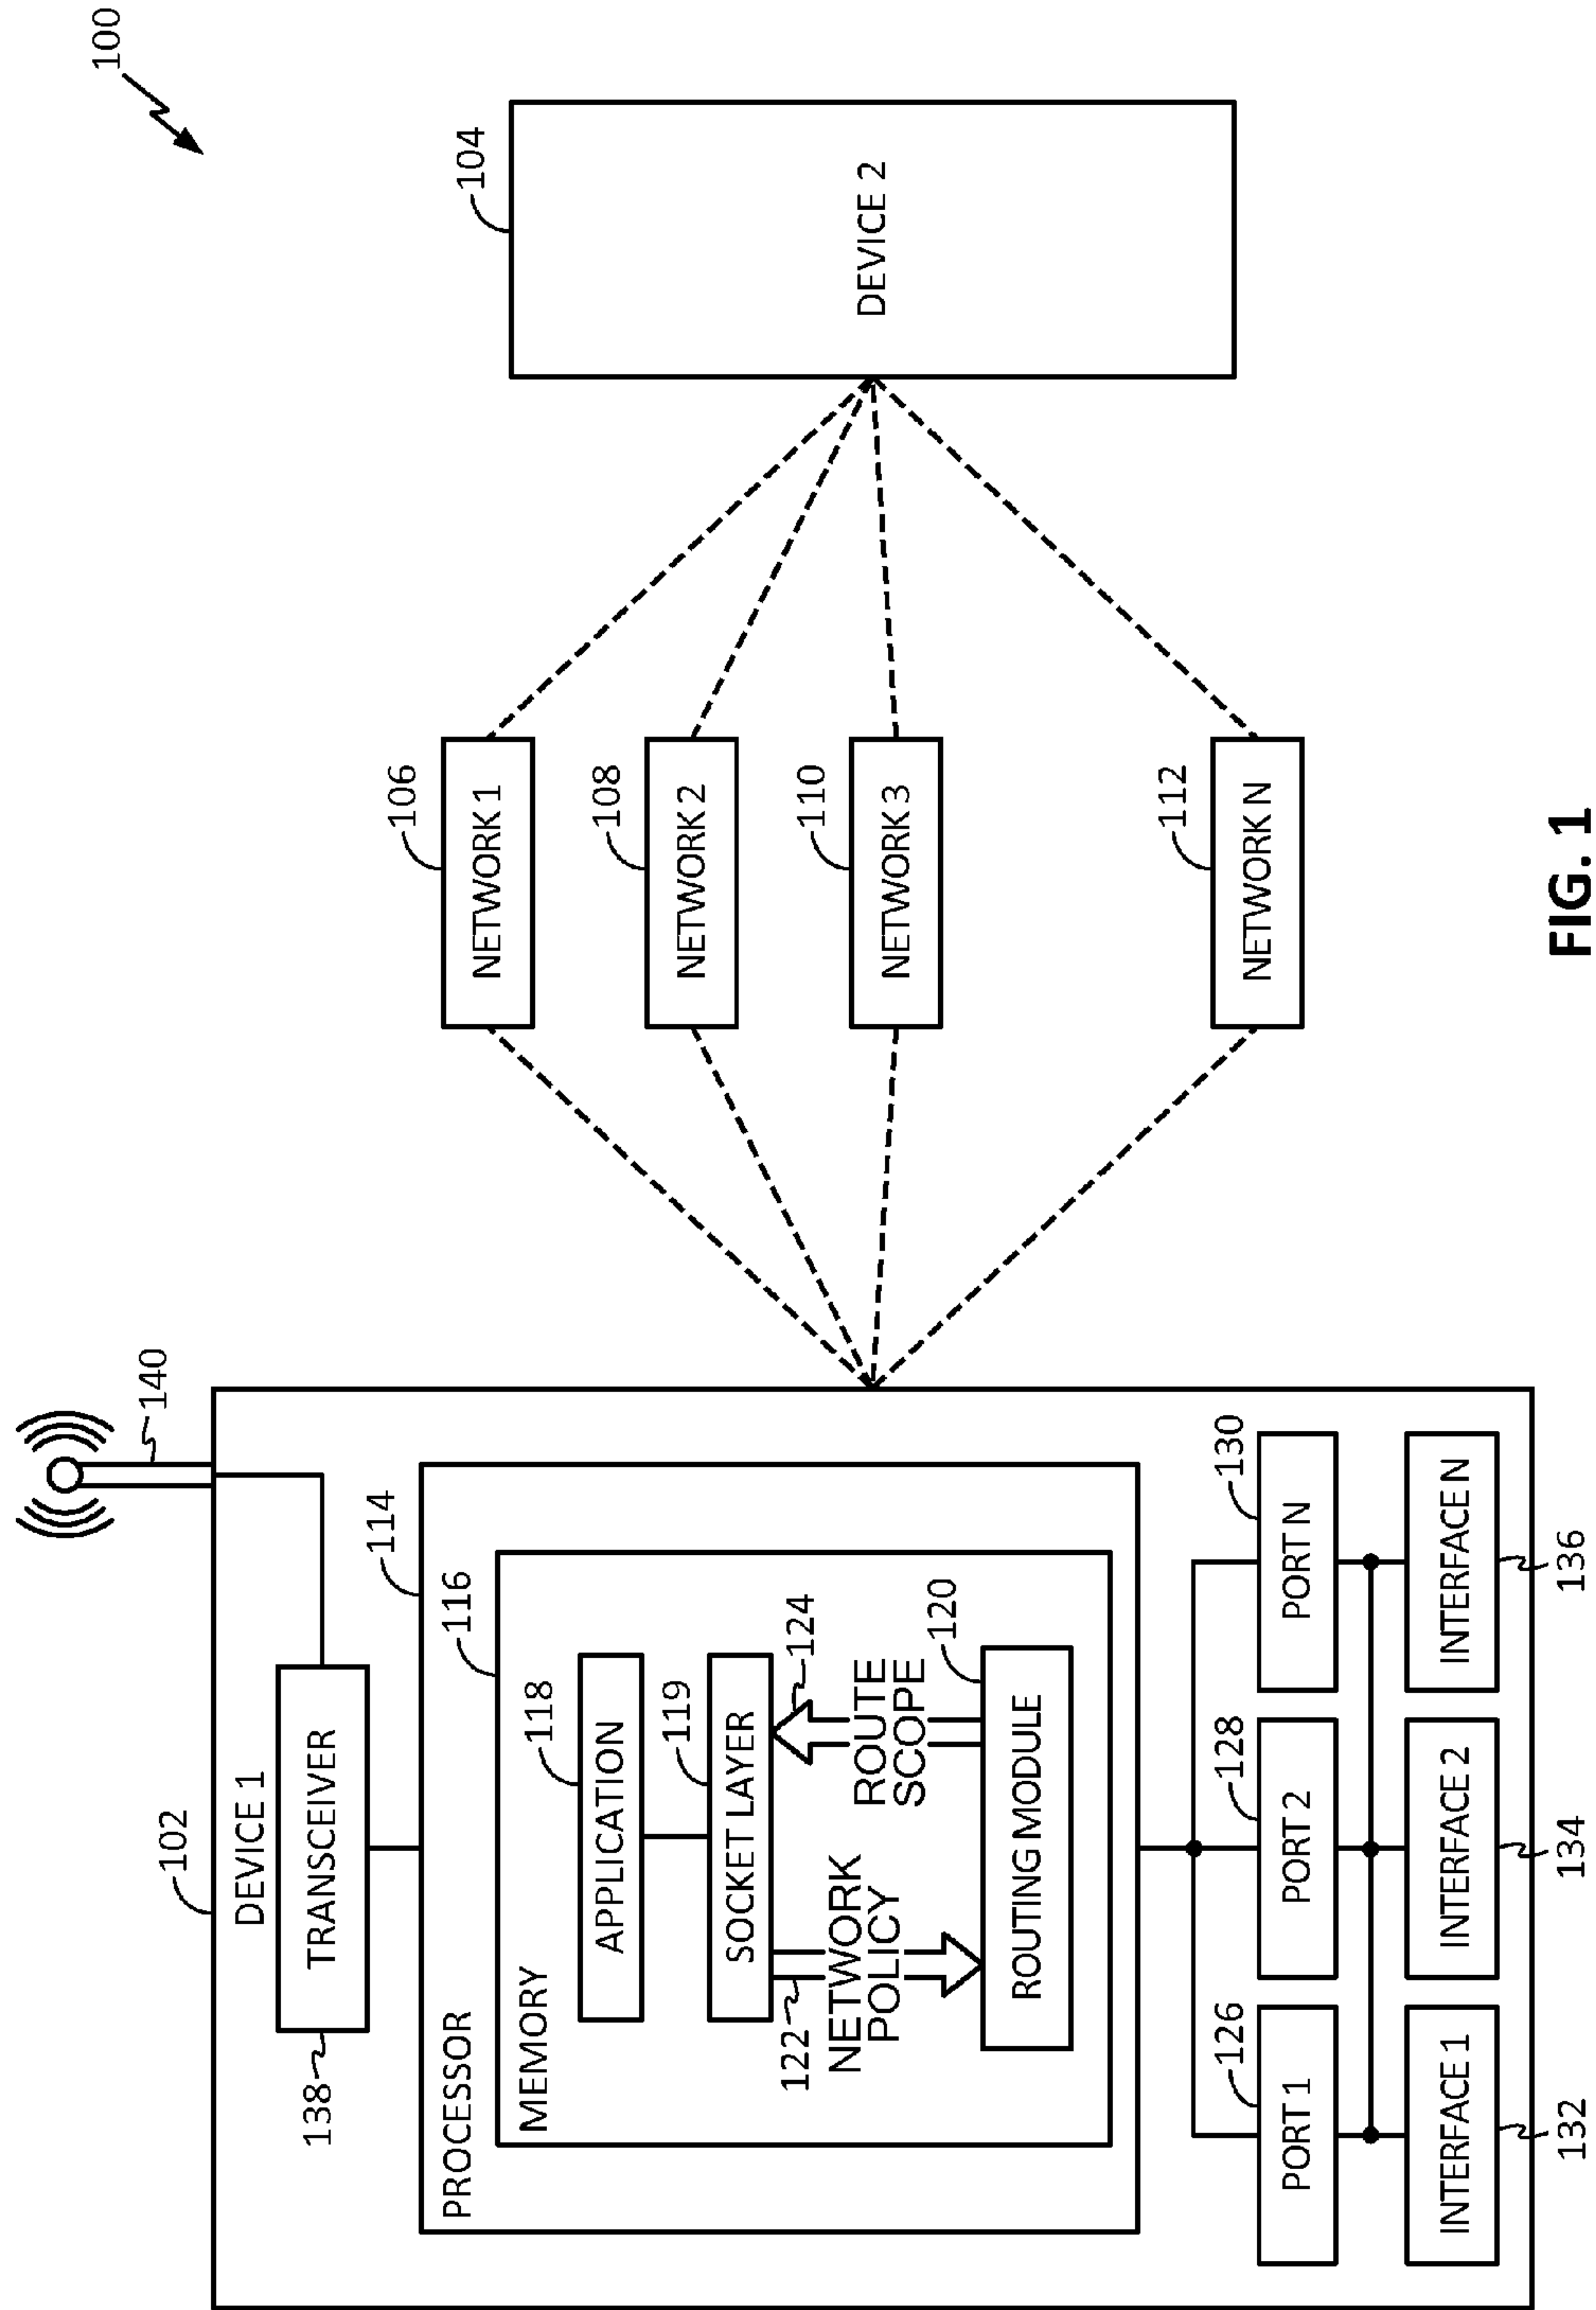 100
140
102
DEVICE 1
138
TRANSCEIVER
114
PROCESSOR
116
MEMORY
118
APPLICATION
119
SOCKET LAYER
122
NETWORK
POLICY
124
ROUTE
SCOPE
120
ROUTING MODULE
126
PORT 1
128
PORT 2
130
PORT N
INTERFACE 1
INTERFACE 2
INTERFACE N
132
134
136
106
NETWORK 1
108
NETWORK 2
110
NETWORK 3
112
NETWORK N
104
DEVICE 2
FIG. 1